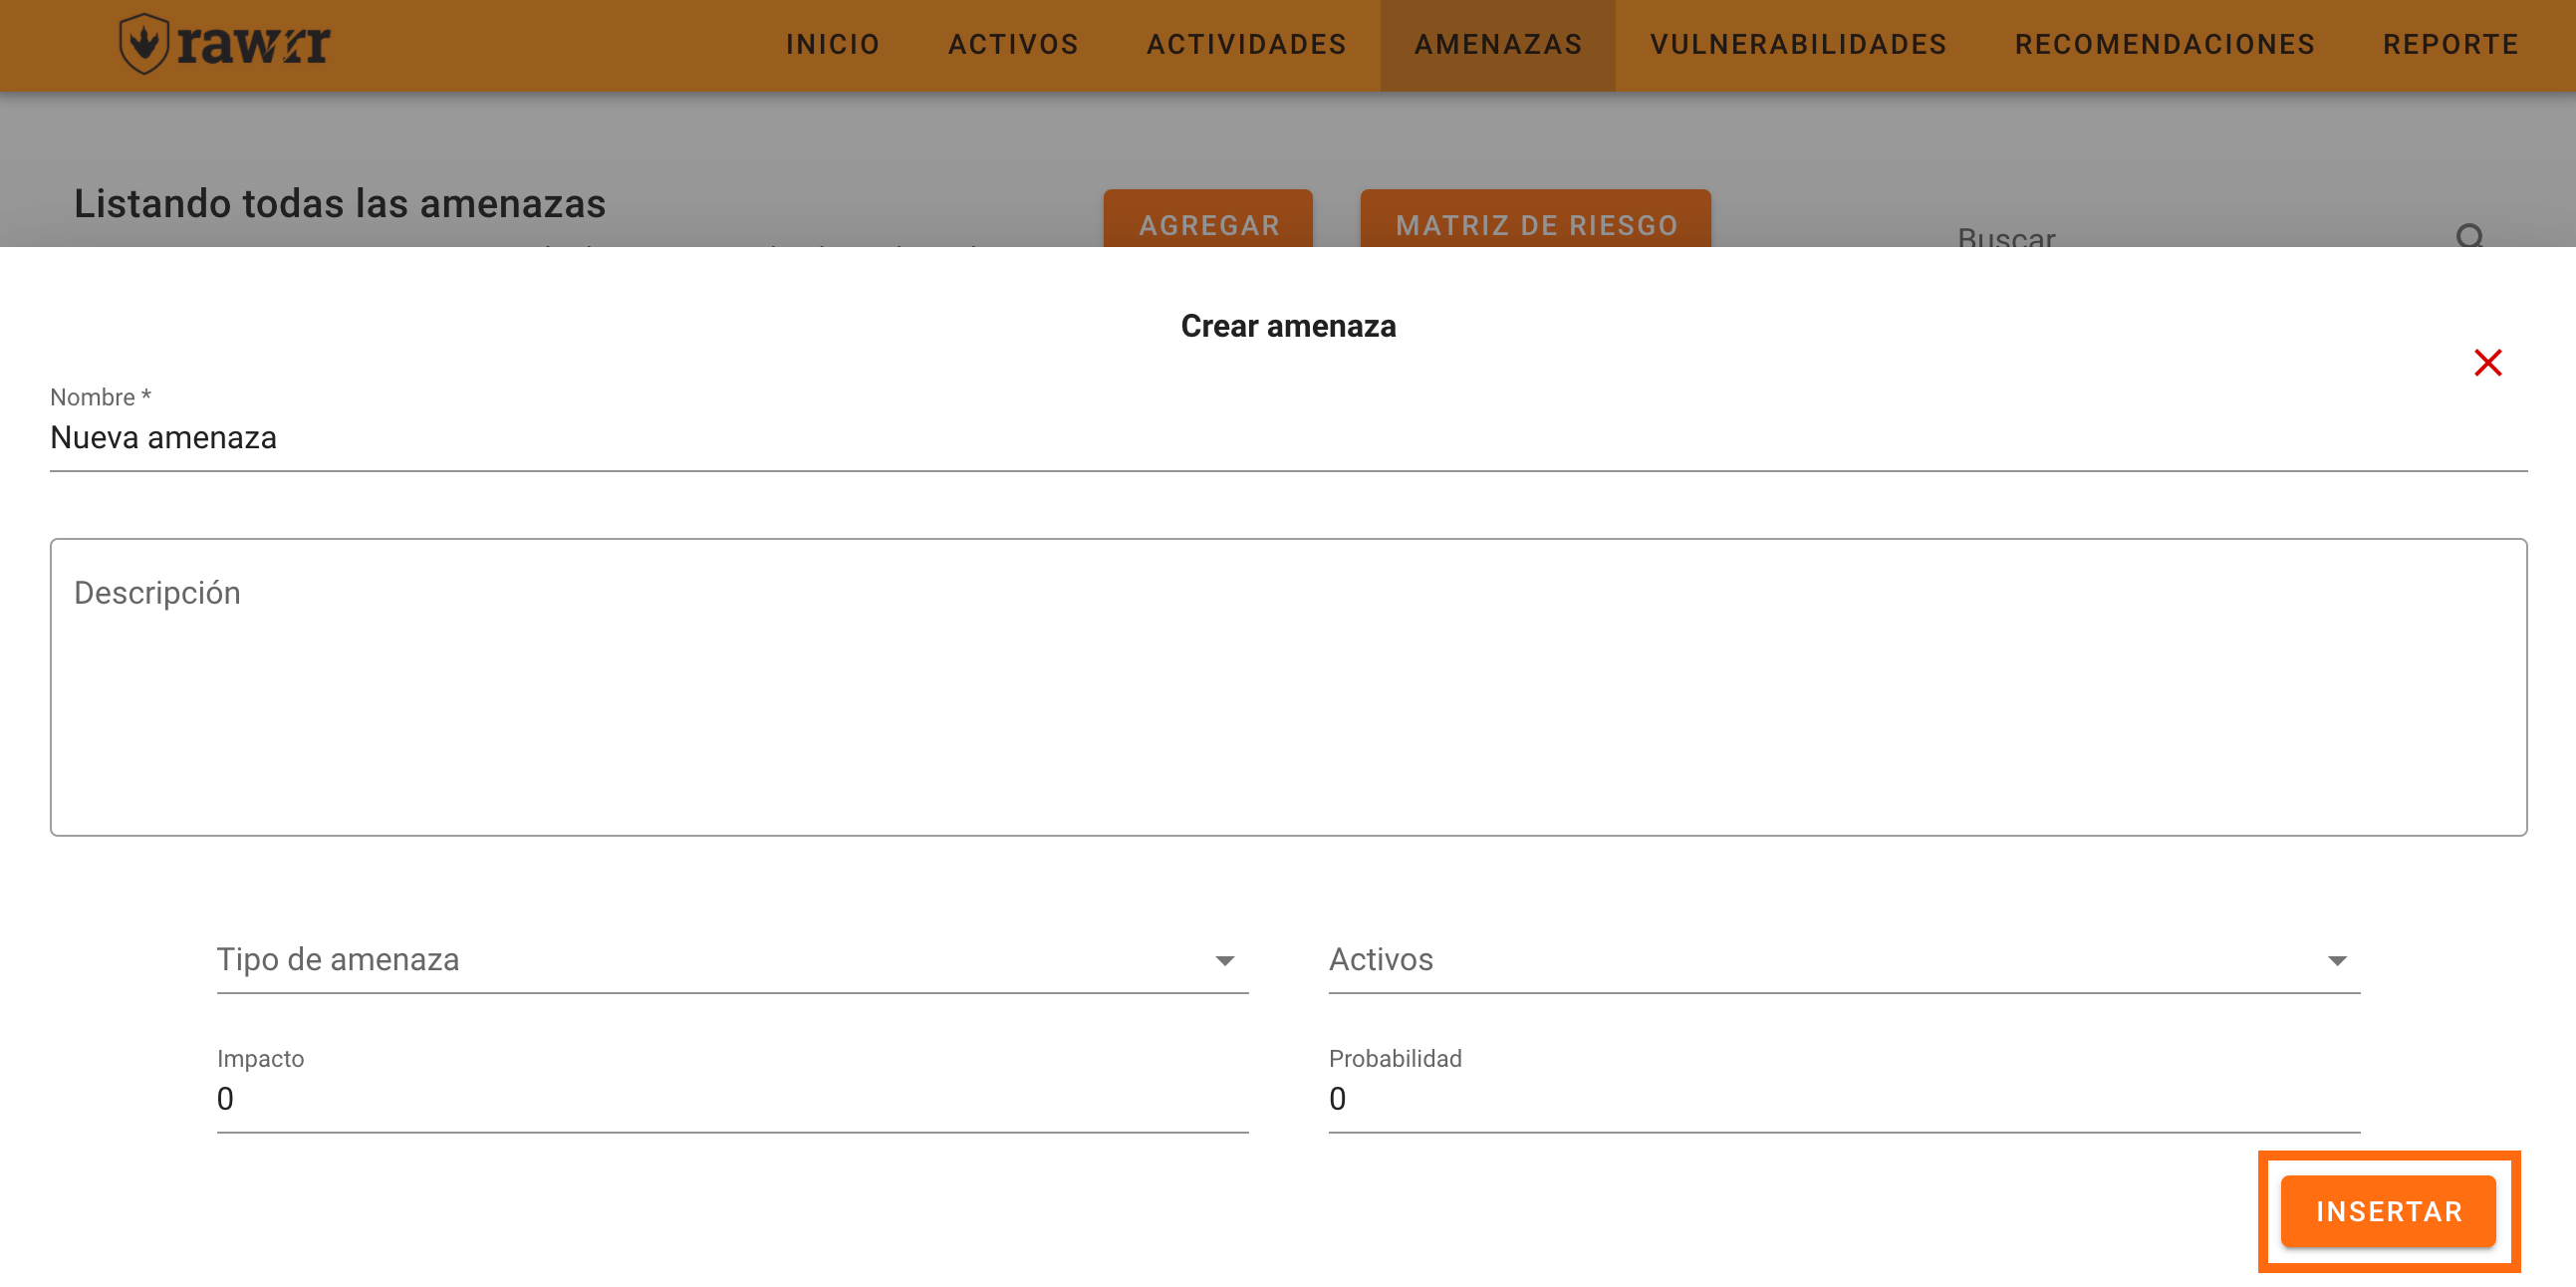 rawrr
INICIO ACTIVOS ACTIVIDADES AMENAZAS VULNERABILIDADES RECOMENDACIONES REPORTE
Listando todas las amenazas
AGREGAR MATRIZ DE RIESGO Buscar
Crear amenaza
Nombre *
Nueva amenaza
Descripción
Tipo de amenaza Activos
Impacto Probabilidad
0 0
INSERTAR